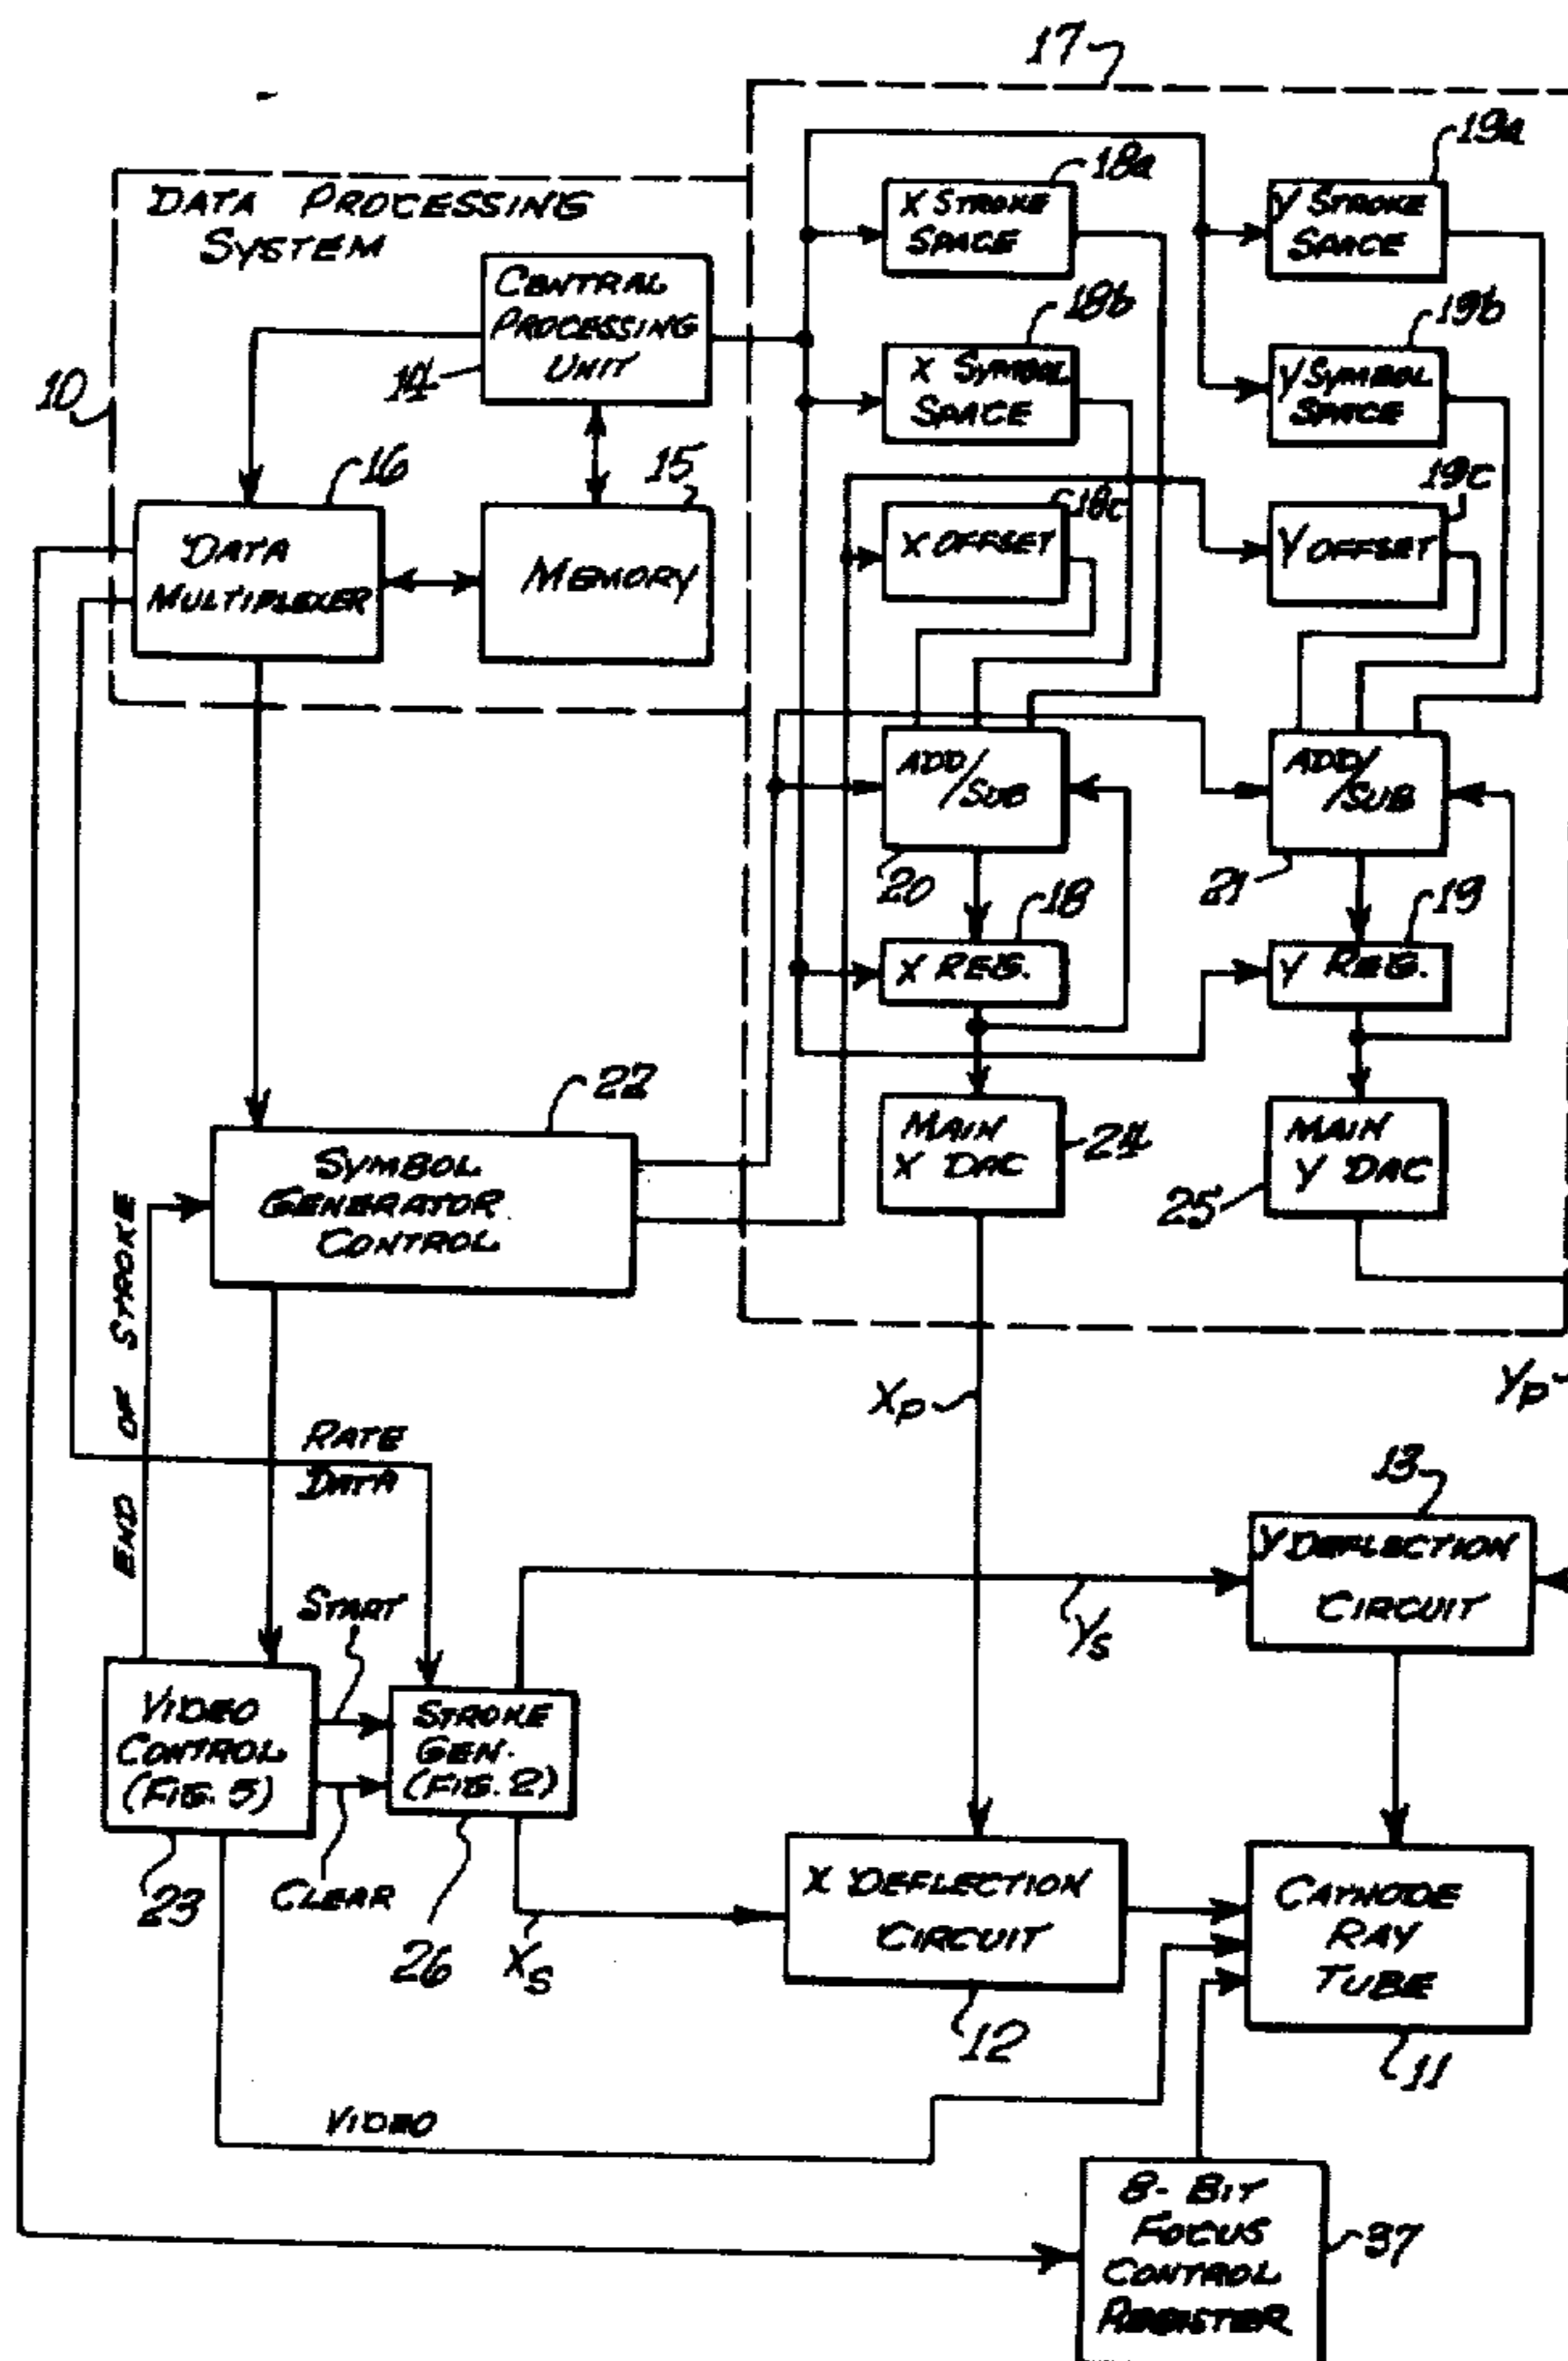 17
DATA PROCESSING
SYSTEM
10
CENTRAL
PROCESSING
UNIT
14
15
16
DATA
MULTIPLEXER
MEMORY
X STROKE
SPACE
18a
X SYMBOL
SPACE
18b
X OFFSET
18c
Y STROKE
SPACE
19a
Y SYMBOL
SPACE
19b
Y OFFSET
19c
ADD/
/SUB
20
ADD/
/SUB
21
X REG.
18
Y REG.
19
MAIN
X DAC
24
MAIN
Y DAC
25
SYMBOL
GENERATOR
CONTROL
22
END OF STROKE
RATE
DATA
Xp
Yp
START
CLEAR
VIDEO
CONTROL
(FIG. 5)
23
STROKE
GEN.
(FIG. 2)
26
Ys
Xs
Y DEFLECTION
CIRCUIT
13
X DEFLECTION
CIRCUIT
12
CATHODE
RAY
TUBE
11
VIDEO
8-BIT
FOCUS
CONTROL
REGISTER
37